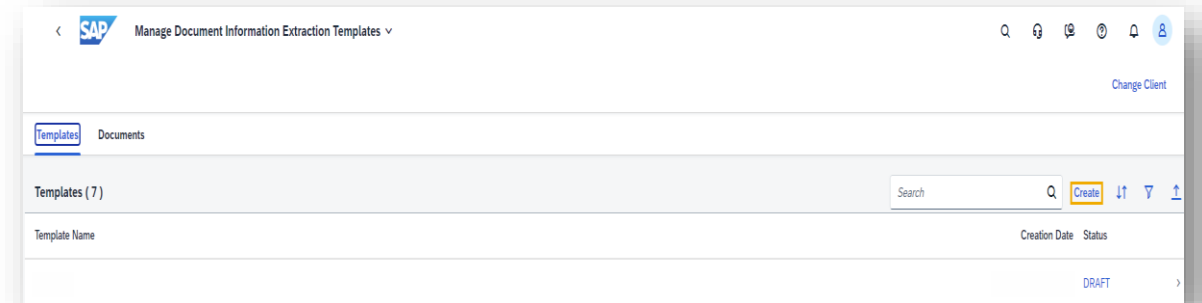 SAP Manage Document Information Extraction Templates
Change Client
Templates Documents
Templates ( 7 ) Search Create
Template Name Creation Date Status
DRAFT